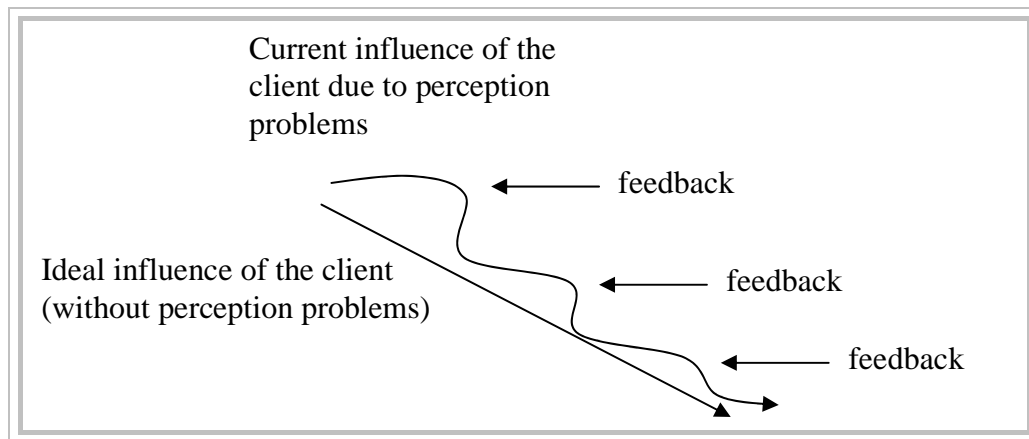 Current influence of the
client due to perception
problems
feedback
Ideal influence of the client
(without perception problems)
feedback
feedback